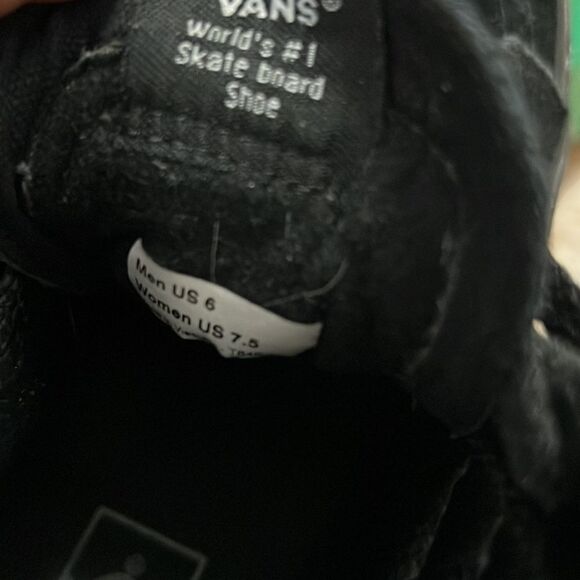 VANS®
World's #1
Skate board
Shoe
Men US 6
Women US 7.5